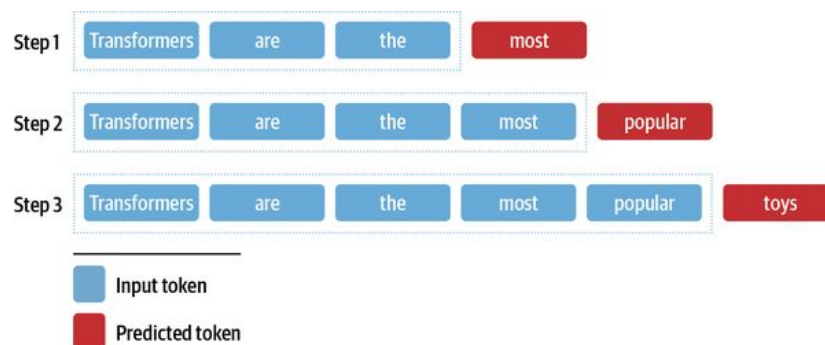 Step 1 Transformers are the most
Step 2 Transformers are the most popular
Step 3 Transformers are the most popular toys
Input token
Predicted token